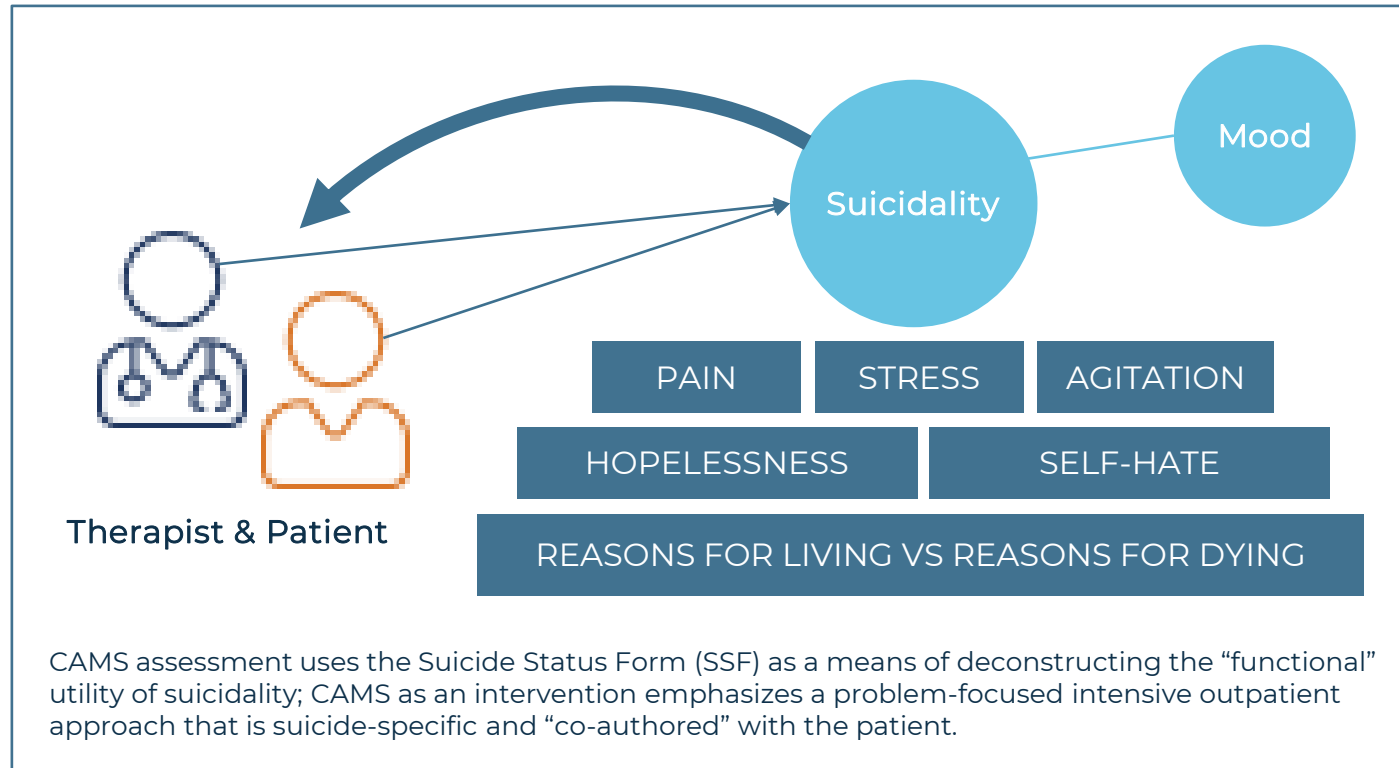 Mood
Suicidality
PAIN
STRESS
AGITATION
HOPELESSNESS
SELF-HATE
Therapist & Patient
REASONS FOR LIVING VS REASONS FOR DYING
CAMS assessment uses the Suicide Status Form (SSF) as a means of deconstructing the “functional”
utility of suicidality; CAMS as an intervention emphasizes a problem-focused intensive outpatient
approach that is suicide-specific and “co-authored” with the patient.